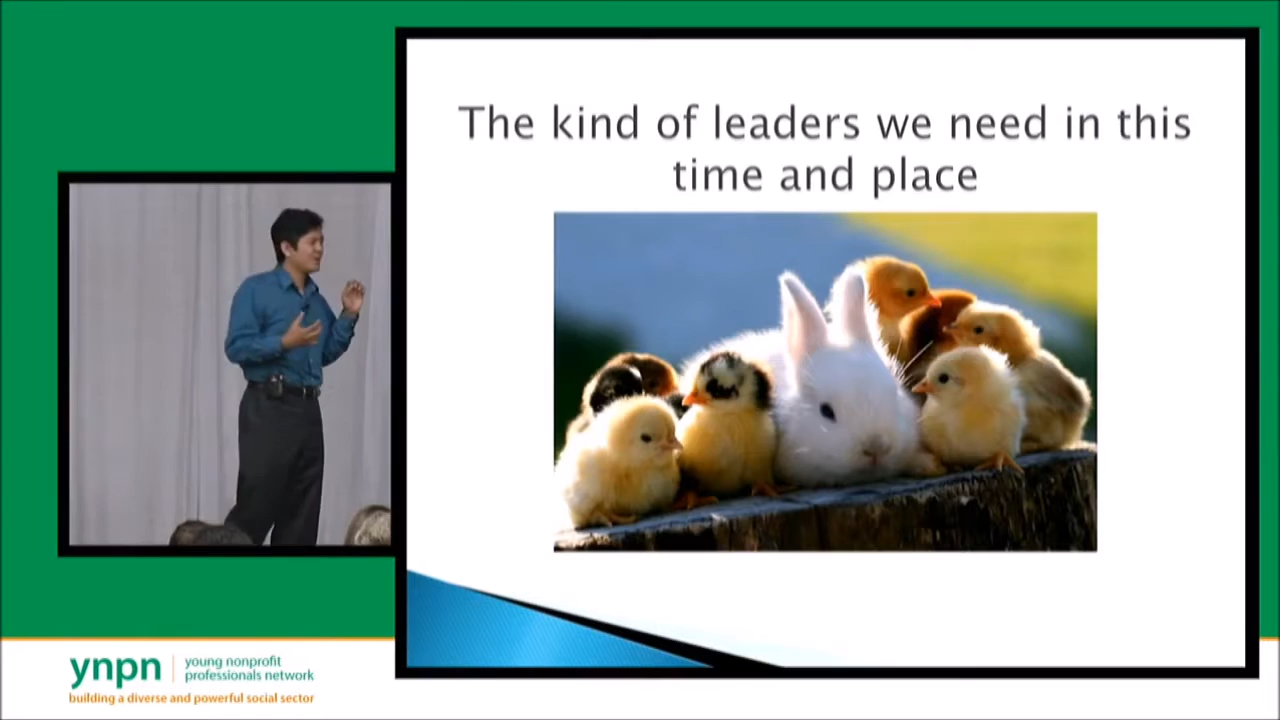 The kind of leaders we need in this
time and place
ynpn
young nonprofit
professionals network
building a diverse and powerful social sector